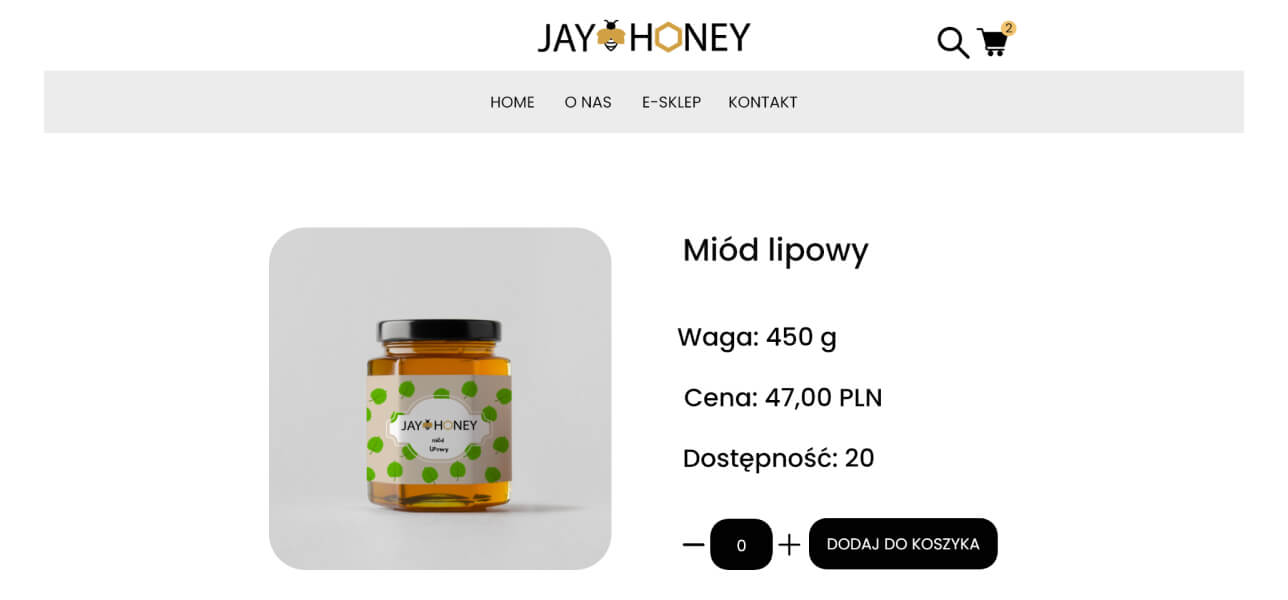 JAY HONEY
2
HOME O NAS E-SKLEP KONTAKT
Miód lipowy
Waga: 450 g
Cena: 47,00 PLN
Dostępność: 20
JAY HONEY
miód
lipowy
0 DODAJ DO KOSZYKA